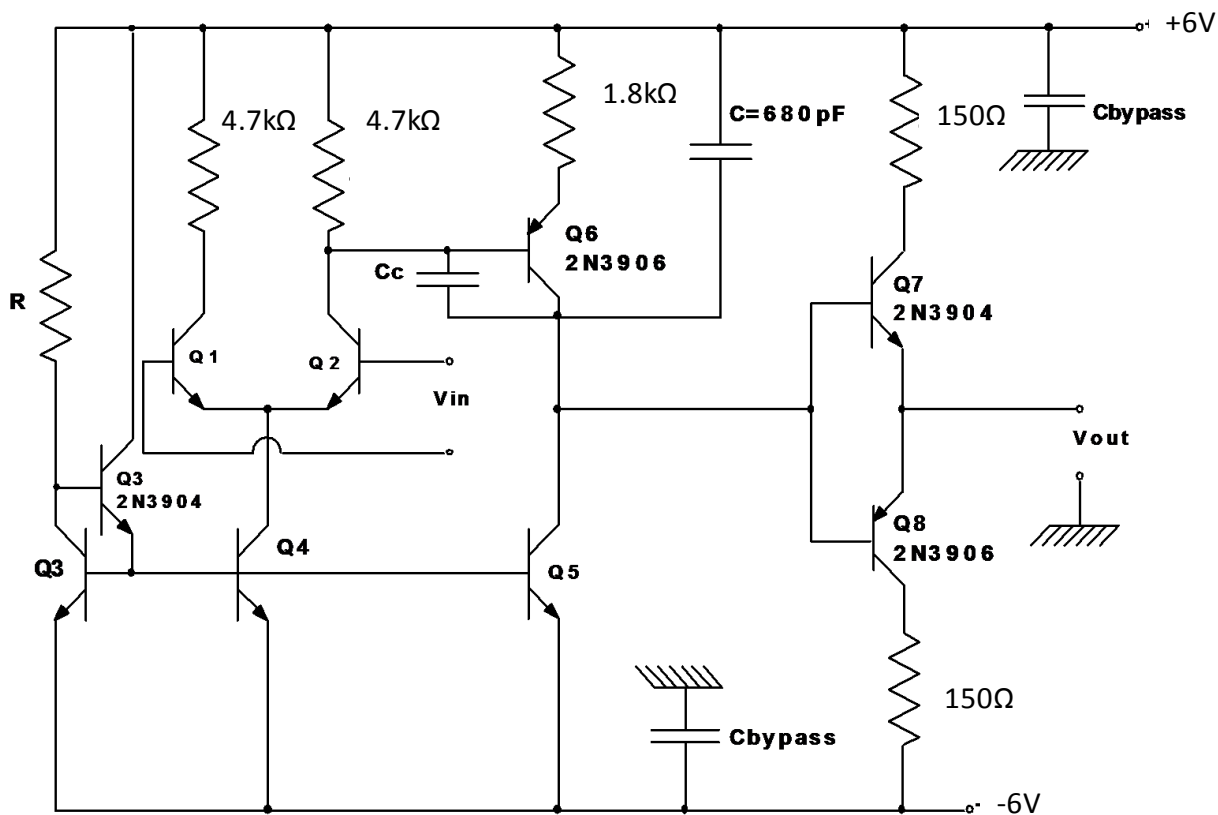 +6V
4.7kΩ
4.7kΩ
1.8kΩ
C=680pF
150Ω
Cbypass
R
Cc
Q6
2N3906
Q7
2N3904
Q1
Q2
Vin
Vout
Q3
2N3904
Q3
Q4
Q5
Q8
2N3906
150Ω
Cbypass
-6V